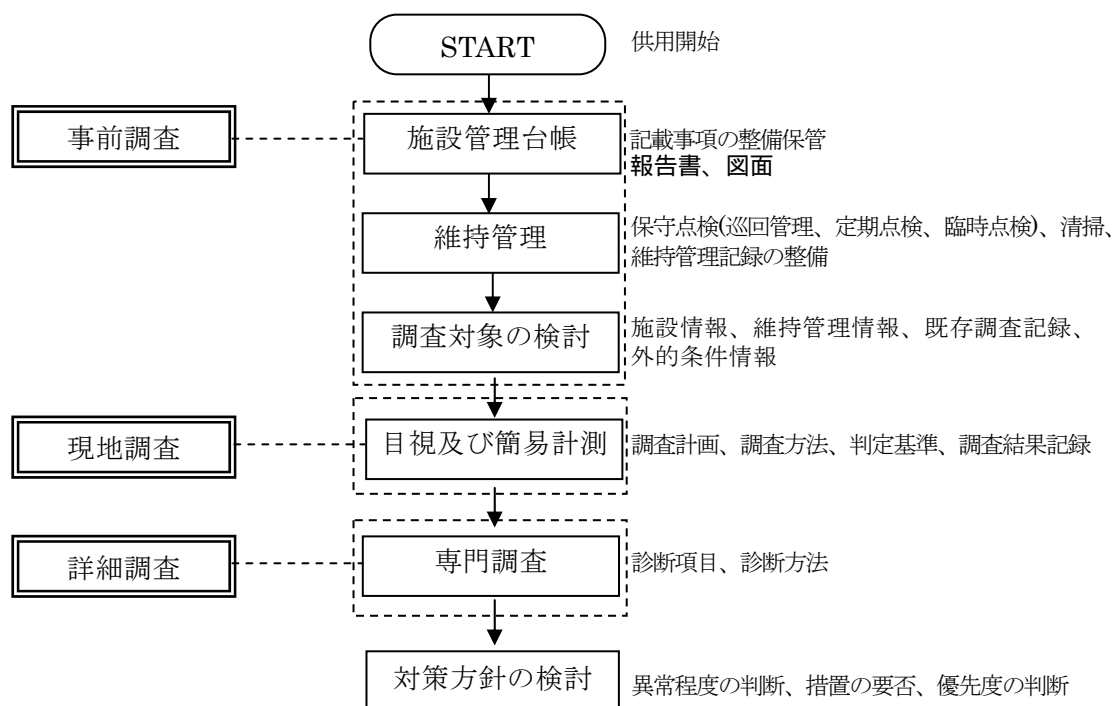 START
供用開始
事前調査
施設管理台帳
記載事項の整備保管
報告書、図面
維持管理
保守点検(巡回管理、定期点検、臨時点検)、清掃、
維持管理記録の整備
調査対象の検討
施設情報、維持管理情報、既存調査記録、
外的条件情報
現地調査
目視及び簡易計測
調査計画、調査方法、判定基準、調査結果記録
詳細調査
専門調査
診断項目、診断方法
対策方針の検討
異常程度の判断、措置の要否、優先度の判断